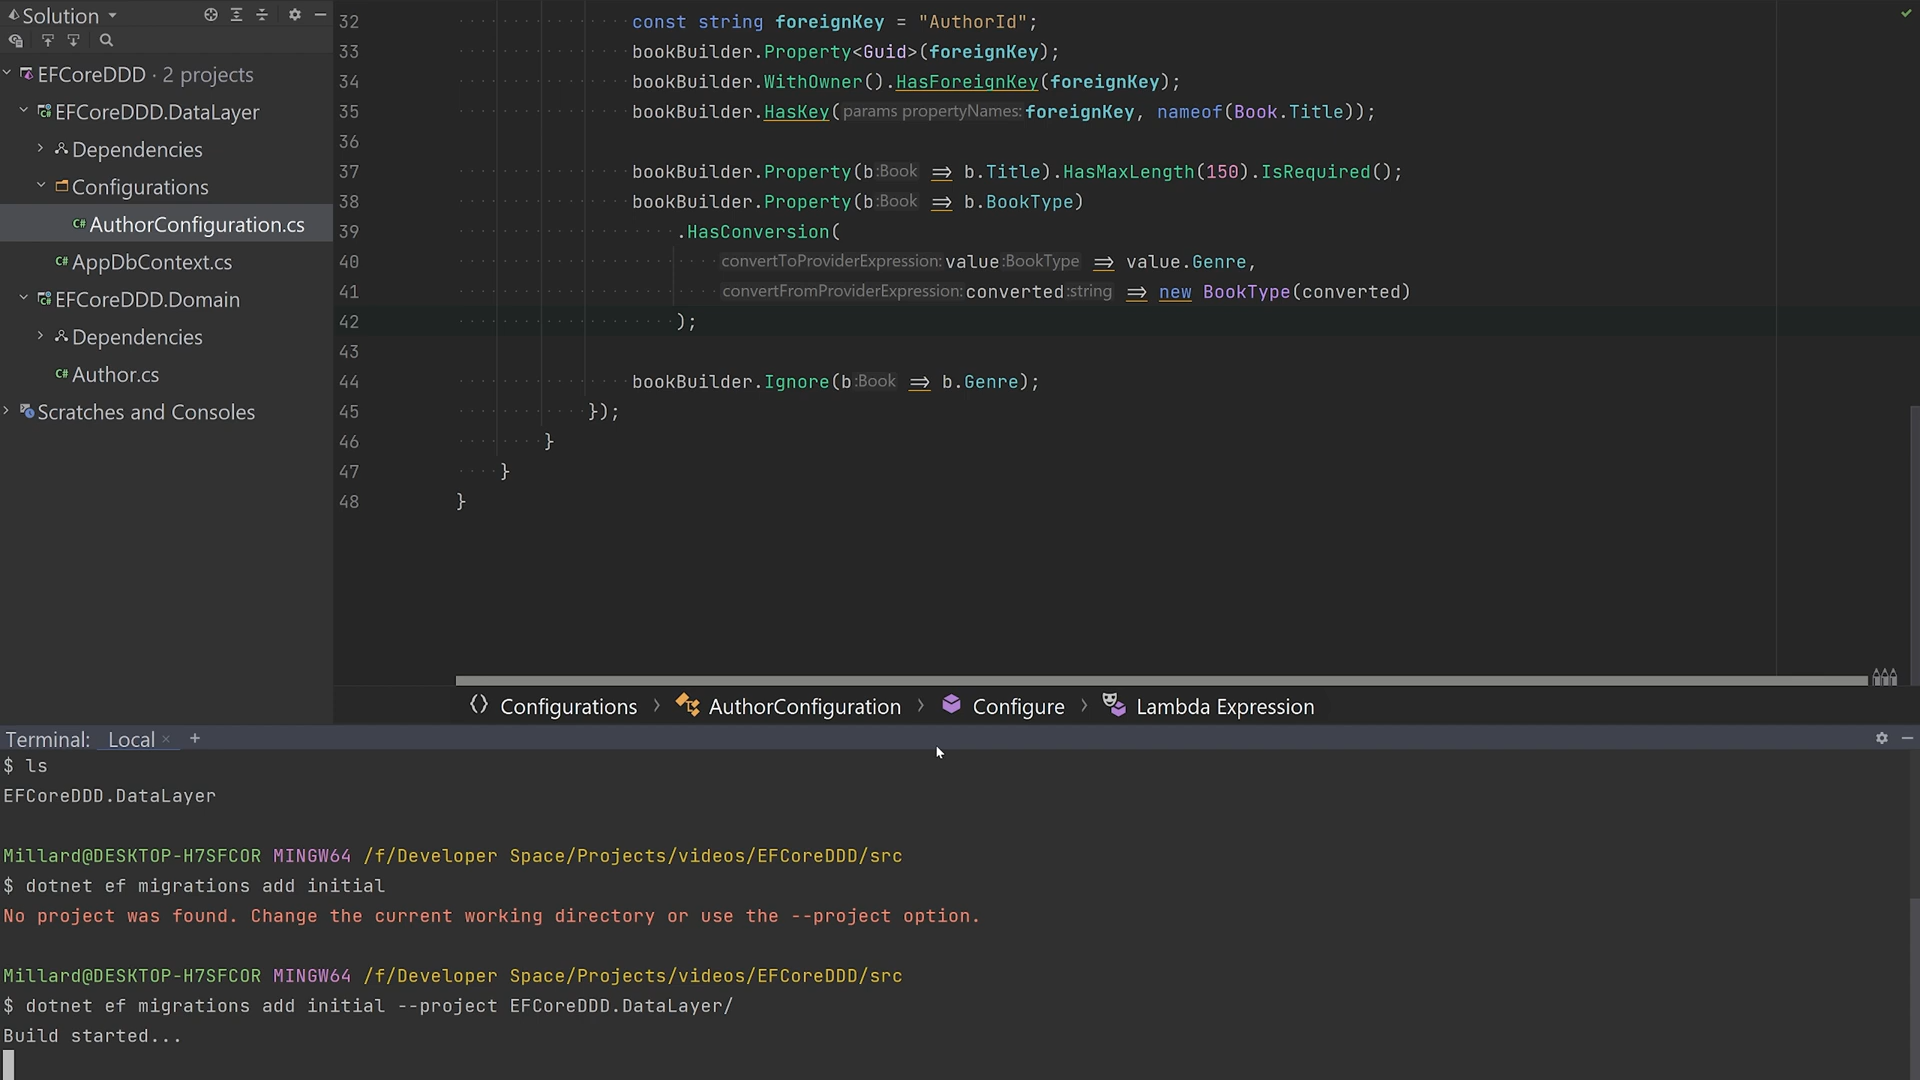 Solution
EFCoreDDD · 2 projects
EFCoreDDD.DataLayer
Dependencies
Configurations
C# AuthorConfiguration.cs
C# AppDbContext.cs
EFCoreDDD.Domain
Dependencies
C# Author.cs
Scratches and Consoles
32 const string foreignKey = "AuthorId";
33 bookBuilder.Property<Guid>(foreignKey);
34 bookBuilder.WithOwner().HasForeignKey(foreignKey);
35 bookBuilder.HasKey(params propertyNames:foreignKey, nameof(Book.Title));
36
37 bookBuilder.Property(b:Book => b.Title).HasMaxLength(150).IsRequired();
38 bookBuilder.Property(b:Book => b.BookType)
39 .HasConversion(
40 convertToProviderExpression:value:BookType => value.Genre,
41 convertFromProviderExpression:converted:string => new BookType(converted)
42 );
43
44 bookBuilder.Ignore(b:Book => b.Genre);
45 });
46 }
47 }
48 }
Configurations › AuthorConfiguration › Configure › Lambda Expression
Terminal: Local × +
$ ls
EFCoreDDD.DataLayer
Millard@DESKTOP-H7SFCOR MINGW64 /f/Developer Space/Projects/videos/EFCoreDDD/src
$ dotnet ef migrations add initial
No project was found. Change the current working directory or use the --project option.
Millard@DESKTOP-H7SFCOR MINGW64 /f/Developer Space/Projects/videos/EFCoreDDD/src
$ dotnet ef migrations add initial --project EFCoreDDD.DataLayer/
Build started...